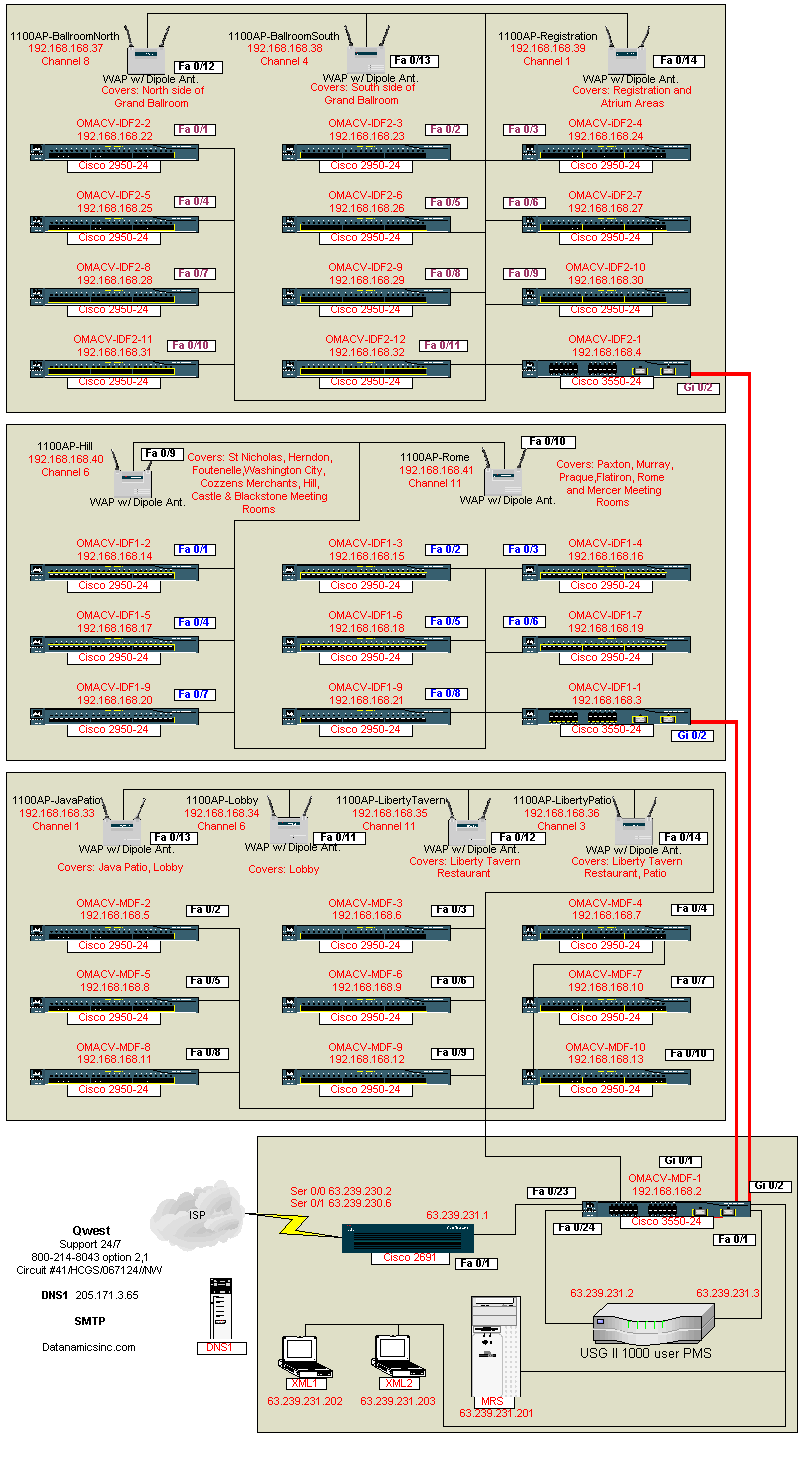 1100AP-BallroomNorth
192.168.168.37
Channel 8
Fa 0/12
WAP w/ Dipole Ant.
Covers: North side of
Grand Ballroom
1100AP-BallroomSouth
192.168.168.38
Channel 4
Fa 0/13
WAP w/ Dipole Ant.
Covers: South side of
Grand Ballroom
1100AP-Registration
192.168.168.39
Channel 1
Fa 0/14
WAP w/ Dipole Ant.
Covers: Registration and
Atrium Areas
OMACV-IDF2-2
192.168.168.22
Fa 0/1
Cisco 2950-24
OMACV-IDF2-3
192.168.168.23
Fa 0/2
Cisco 2950-24
Fa 0/3
OMACV-iDF2-4
192.168.168.24
Cisco 2950-24
OMACV-IDF2-5
192.168.168.25
Fa 0/4
Cisco 2950-24
OMACV-IDF2-6
192.168.168.26
Fa 0/5
Cisco 2950-24
Fa 0/6
OMACV-IDF2-7
192.168.168.27
Cisco 2950-24
OMACV-IDF2-8
192.168.168.28
Fa 0/7
Cisco 2950-24
OMACV-IDF2-9
192.168.168.29
Fa 0/8
Cisco 2950-24
Fa 0/9
OMACV-IDF2-10
192.168.168.30
Cisco 2950-24
OMACV-IDF2-11
192.168.168.31
Fa 0/10
Cisco 2950-24
OMACV-IDF2-12
192.168.168.32
Fa 0/11
Cisco 2950-24
OMACV-IDF2-1
192.168.168.4
Cisco 3550-24
Gi 0/2
1100AP-Hill
192.168.168.40
Channel 6
Fa 0/9
WAP w/ Dipole Ant.
Covers: St Nicholas, Herndon,
Foutenelle,Washington City,
Cozzens Merchants, Hill,
Castle & Blackstone Meeting
Rooms
1100AP-Rome
192.168.168.41
Channel 11
Fa 0/10
WAP w/ Dipole Ant.
Covers: Paxton, Murray,
Praque,Flatiron, Rome
and Mercer Meeting
Rooms
OMACV-IDF1-2
192.168.168.14
Fa 0/1
Cisco 2950-24
OMACV-IDF1-3
192.168.168.15
Fa 0/2
Cisco 2950-24
Fa 0/3
OMACV-iDF1-4
192.168.168.16
Cisco 2950-24
OMACV-IDF1-5
192.168.168.17
Fa 0/4
Cisco 2950-24
OMACV-IDF1-6
192.168.168.18
Fa 0/5
Cisco 2950-24
Fa 0/6
OMACV-IDF1-7
192.168.168.19
Cisco 2950-24
OMACV-IDF1-9
192.168.168.20
Fa 0/7
Cisco 2950-24
OMACV-IDF1-9
192.168.168.21
Fa 0/8
Cisco 2950-24
OMACV-IDF1-1
192.168.168.3
Cisco 3550-24
Gi 0/2
1100AP-JavaPatio
192.168.168.33
Channel 1
Fa 0/13
WAP w/ Dipole Ant.
Covers: Java Patio, Lobby
1100AP-Lobby
192.168.168.34
Channel 6
Fa 0/11
WAP w/ Dipole Ant.
Covers: Lobby
1100AP-LibertyTavern
192.168.168.35
Channel 11
Fa 0/12
WAP w/ Dipole Ant.
Covers: Liberty Tavern
Restaurant
1100AP-LibertyPatio
192.168.168.36
Channel 3
Fa 0/14
WAP w/ Dipole Ant.
Covers: Liberty Tavern
Restaurant, Patio
OMACV-MDF-2
192.168.168.5
Fa 0/2
Cisco 2950-24
OMACV-MDF-3
192.168.168.6
Fa 0/3
Cisco 2950-24
OMACV-MDF-4
192.168.168.7
Fa 0/4
Cisco 2950-24
OMACV-MDF-5
192.168.168.8
Fa 0/5
Cisco 2950-24
OMACV-MDF-6
192.168.168.9
Fa 0/6
Cisco 2950-24
OMACV-MDF-7
192.168.168.10
Fa 0/7
Cisco 2950-24
OMACV-MDF-8
192.168.168.11
Fa 0/8
Cisco 2950-24
OMACV-MDF-9
192.168.168.12
Fa 0/9
Cisco 2950-24
OMACV-MDF-10
192.168.168.13
Fa 0/10
Cisco 2950-24
Gi 0/1
OMACV-MDF-1
192.168.168.2
Gi 0/2
Fa 0/23
Cisco 3550-24
Fa 0/24
Fa 0/1
Ser 0/0 63.239.230.2
Ser 0/1 63.239.230.6
63.239.231.1
Cisco 2691
Fa 0/1
ISP
Qwest
Support 24/7
800-214-8043 option 2,1
Circuit #41/HCGS/067124//NW
DNS1 205.171.3.65
SMTP
Datanamicsinc.com
DNS1
63.239.231.2
63.239.231.3
USG II 1000 user PMS
XML1
63.239.231.202
XML2
63.239.231.203
MRS
63.239.231.201